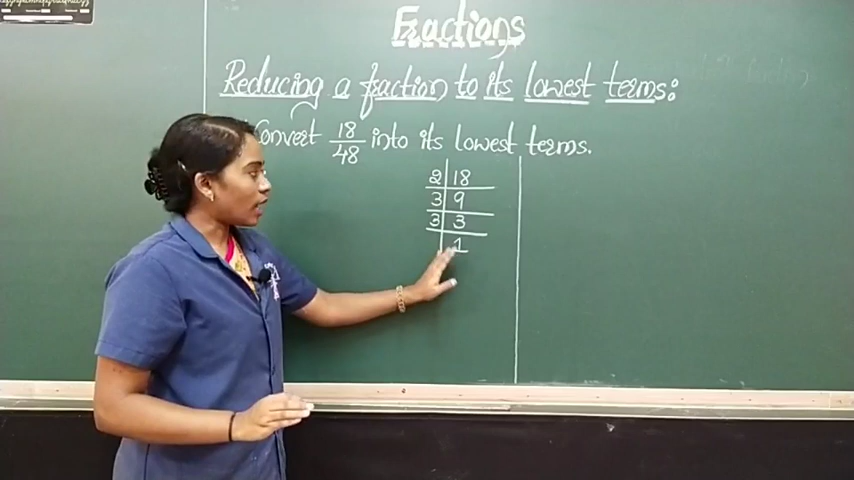 Fractions
Reducing a fraction to its lowest terms:
Convert 18/48 into its lowest terms.
2 | 18
3 | 9
3 | 3
1